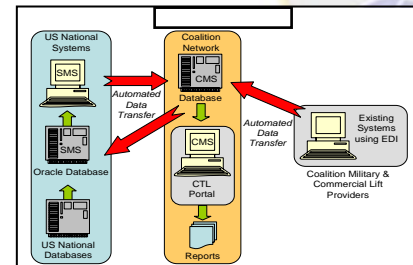 US National
Systems
SMS
SMS
Oracle Database
US National
Databases
Automated
Data
Transfer
Coalition
Network
CMS
Database
CMS
CTL
Portal
Reports
Automated
Data
Transfer
Existing
Systems
using EDI
Coalition Military &
Commercial Lift
Providers